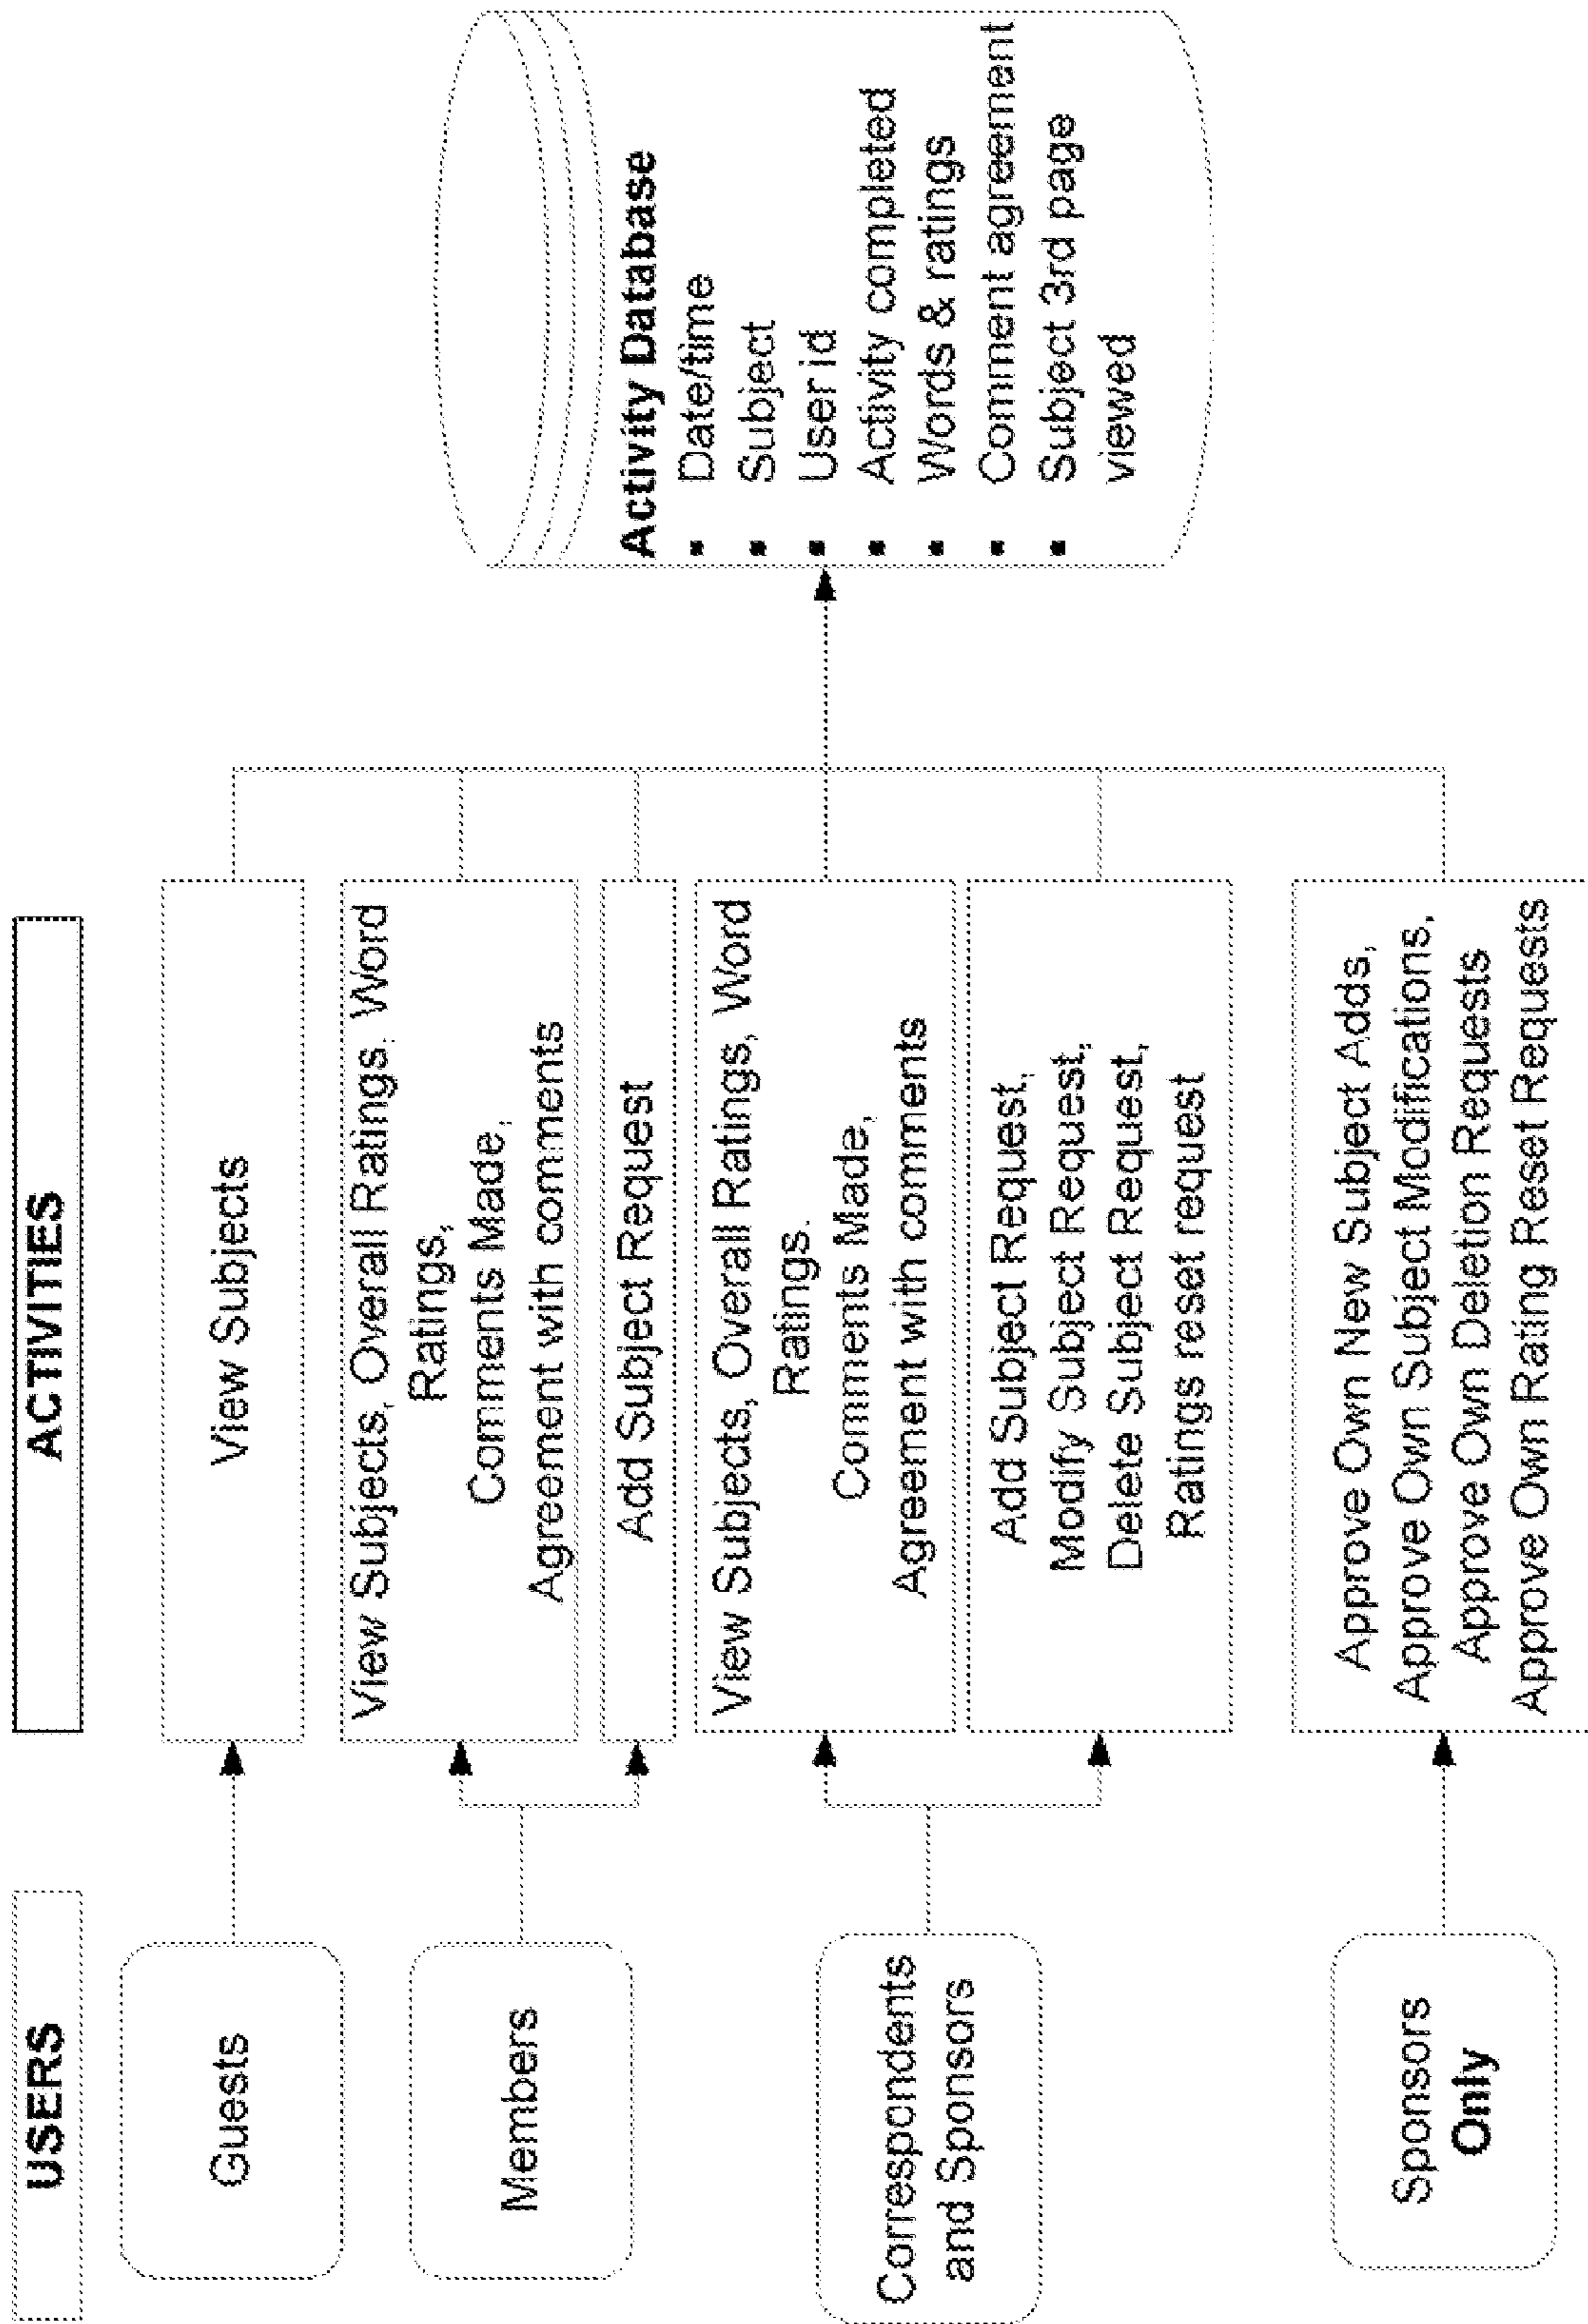 USERS
ACTIVITIES
Guests
View Subjects
Members
View Subjects, Overall Ratings, Word
Ratings,
Comments Made,
Agreement with comments
Add Subject Request
Correspondents
and Sponsors
View Subjects, Overall Ratings, Word
Ratings.
Comments Made,
Agreement with comments
Add Subject Request,
Modify Subject Request,
Delete Subject Request,
Ratings reset request
Sponsors
Only
Approve Own New Subject Adds,
Approve Own Subject Modifications,
Approve Own Deletion Requests
Approve Own Rating Reset Requests
Activity Database
▪ Date/time
▪ Subject
▪ User id
▪ Activity completed
▪ Words & ratings
▪ Comment agreement
▪ Subject 3rd page
viewed